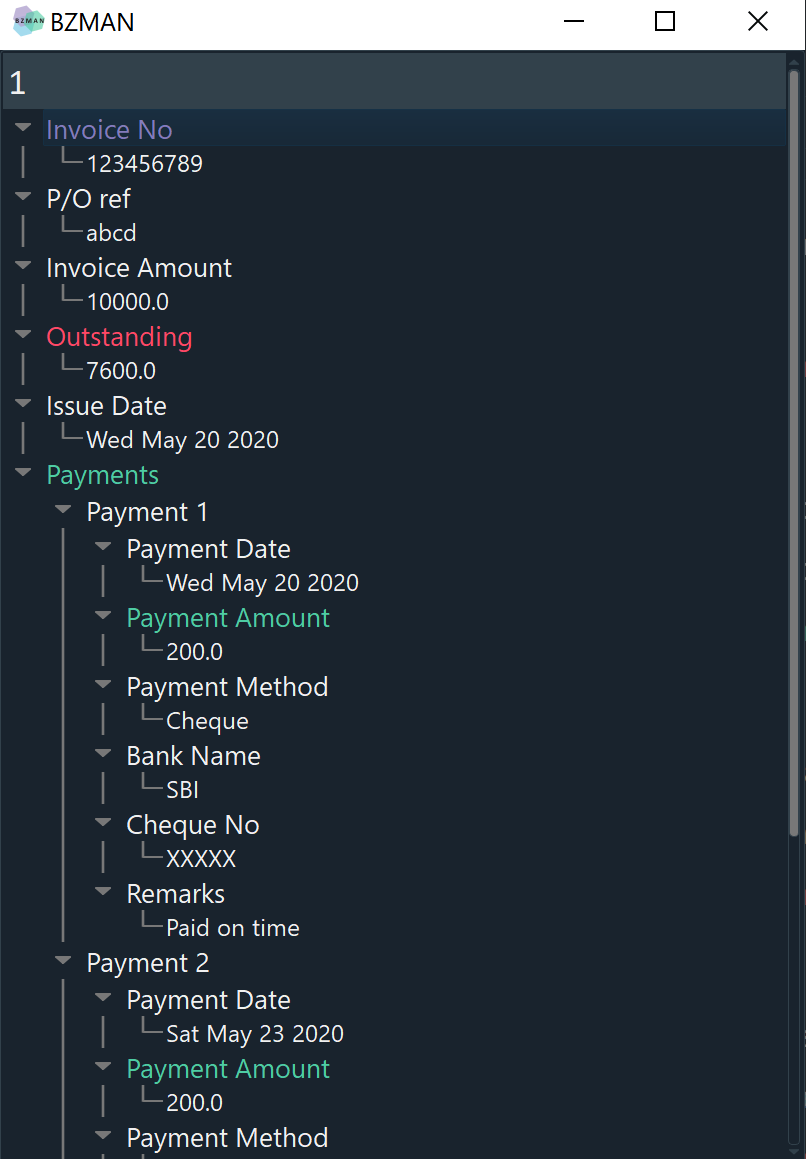 BZMAN BZMAN
1
Invoice No
123456789
P/O ref
abcd
Invoice Amount
10000.0
Outstanding
7600.0
Issue Date
Wed May 20 2020
Payments
Payment 1
Payment Date
Wed May 20 2020
Payment Amount
200.0
Payment Method
Cheque
Bank Name
SBI
Cheque No
XXXXX
Remarks
Paid on time
Payment 2
Payment Date
Sat May 23 2020
Payment Amount
200.0
Payment Method